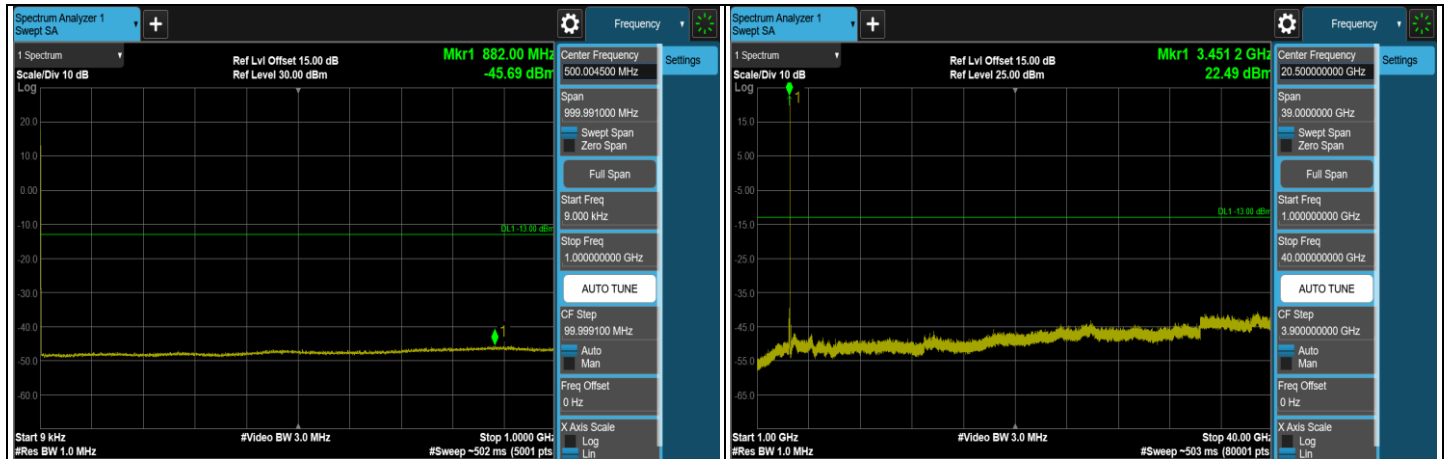 Spectrum Analyzer 1
Swept SA
+
Frequency
1 Spectrum
Scale/Div 10 dB
Log
Ref Lvl Offset 15.00 dB
Ref Level 30.00 dBm
Mkr1 882.00 MHz
-45.69 dBm
20.0
10.0
0.00
-10.0
-20.0
-30.0
-40.0
-50.0
-60.0
DL1 -13.00 dBm
1
Start 9 kHz
#Res BW 1.0 MHz
#Video BW 3.0 MHz
Stop 1.0000 GHz
#Sweep ~502 ms (5001 pts
Center Frequency
500.004500 MHz
Span
999.991000 MHz
Swept Span
Zero Span
Full Span
Start Freq
9.000 kHz
Stop Freq
1.000000000 GHz
AUTO TUNE
CF Step
99.999100 MHz
Auto
Man
Freq Offset
0 Hz
X Axis Scale
Log
Lin
Settings
Spectrum Analyzer 1
Swept SA
+
Frequency
1 Spectrum
Scale/Div 10 dB
Log
Ref Lvl Offset 15.00 dB
Ref Level 25.00 dBm
Mkr1 3.451 2 GHz
22.49 dBm
1
15.0
5.00
-5.00
-15.0
-25.0
-35.0
-45.0
-55.0
-65.0
DL1 -13.00 dBm
Start 1.00 GHz
#Res BW 1.0 MHz
#Video BW 3.0 MHz
Stop 40.00 GHz
#Sweep ~503 ms (80001 pts
Center Frequency
20.500000000 GHz
Span
39.0000000 GHz
Swept Span
Zero Span
Full Span
Start Freq
1.000000000 GHz
Stop Freq
40.000000000 GHz
AUTO TUNE
CF Step
3.900000000 GHz
Auto
Man
Freq Offset
0 Hz
X Axis Scale
Log
Lin
Settings